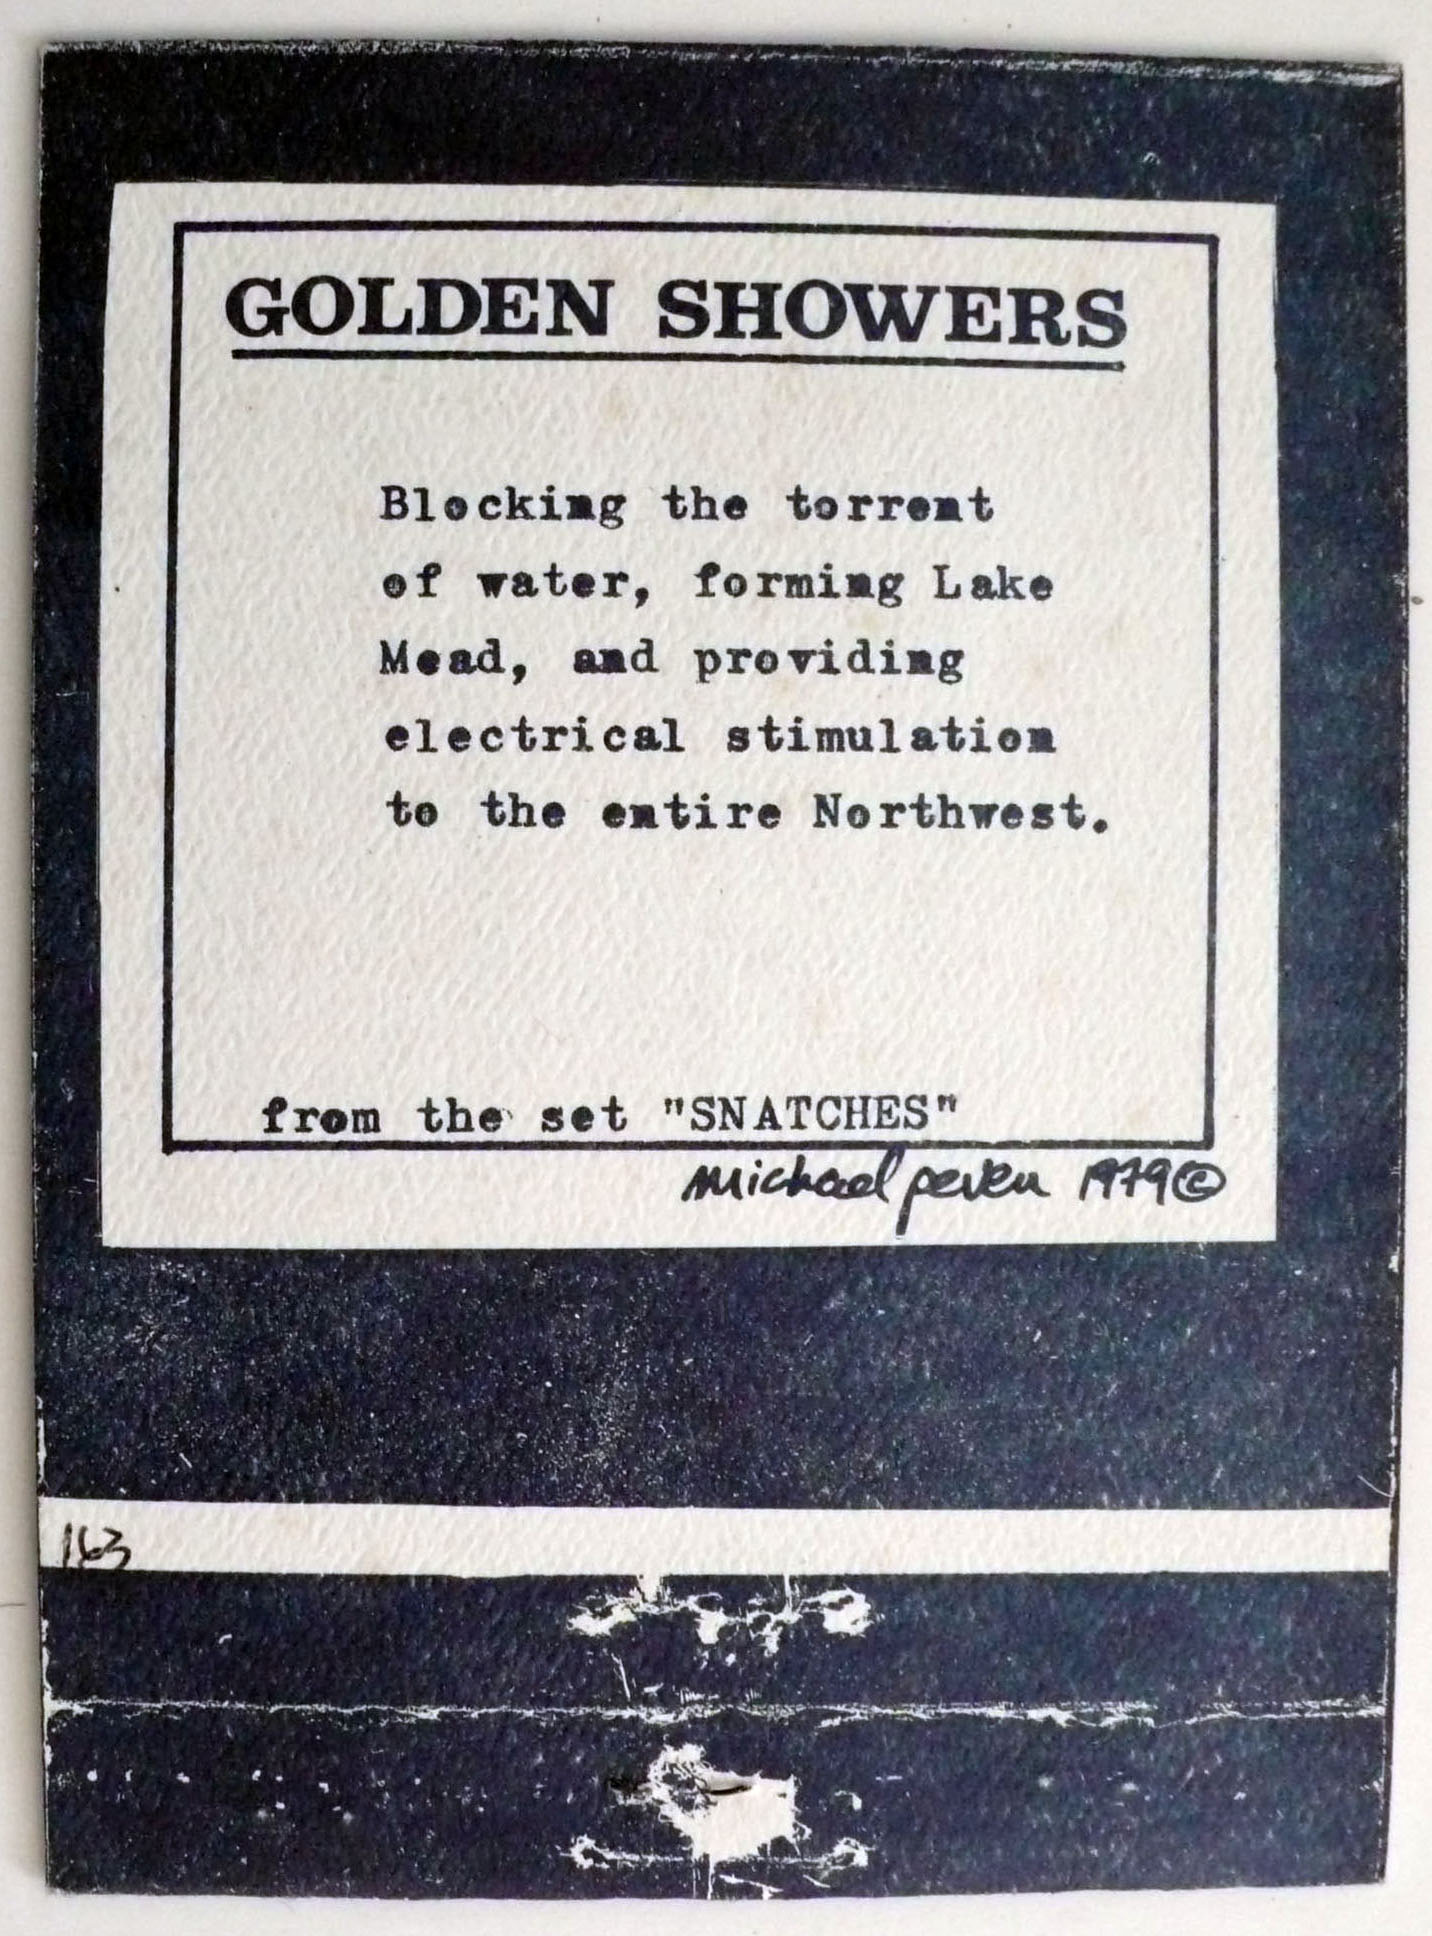 GOLDEN SHOWERS
Blocking the torrent
of water, forming Lake
Mead, and providing
electrical stimulation
to the entire Northwest.
from the set "SNATCHES"
michael peven 1979©
163